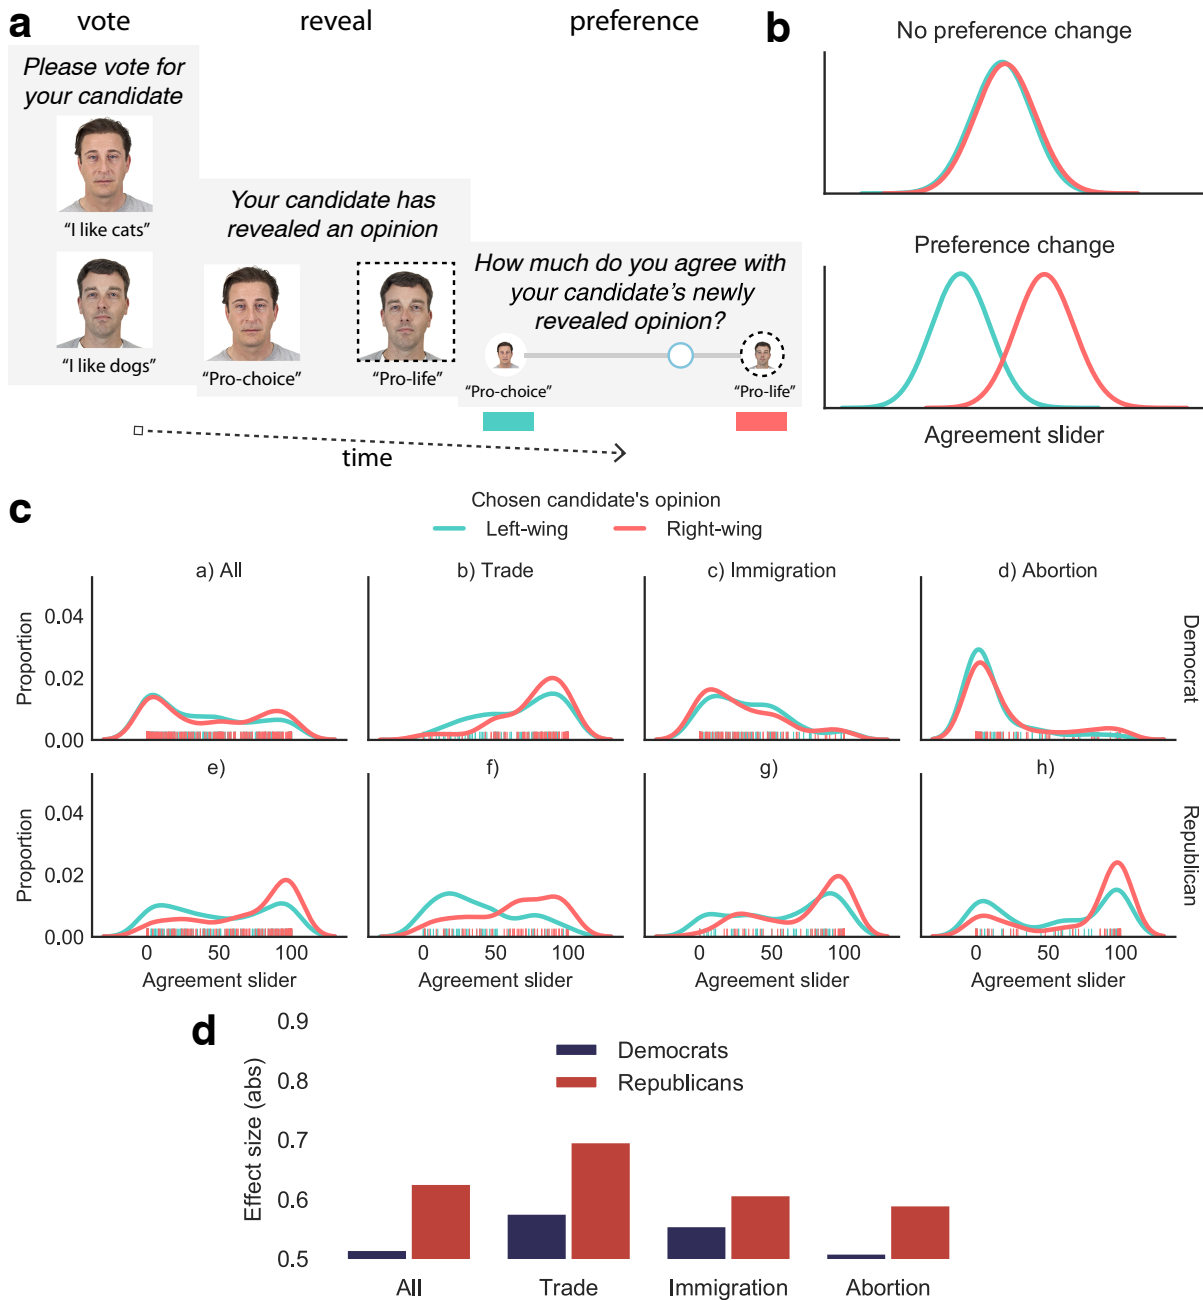 a
vote
reveal
preference
Please vote for
your candidate
“I like cats”
“I like dogs”
Your candidate has
revealed an opinion
“Pro-choice”
“Pro-life”
How much do you agree with
your candidate’s newly
revealed opinion?
“Pro-choice”
“Pro-life”
time
b
No preference change
Preference change
Agreement slider
c
Chosen candidate's opinion
Left-wing
Right-wing
a) All
b) Trade
c) Immigration
d) Abortion
Proportion
0.04
0.02
0.00
Democrat
e)
f)
g)
h)
Proportion
0.04
0.02
0.00
Republican
0 50 100
0 50 100
0 50 100
0 50 100
Agreement slider
Agreement slider
Agreement slider
Agreement slider
d
Effect size (abs)
0.9
0.8
0.7
0.6
0.5
Democrats
Republicans
All
Trade
Immigration
Abortion